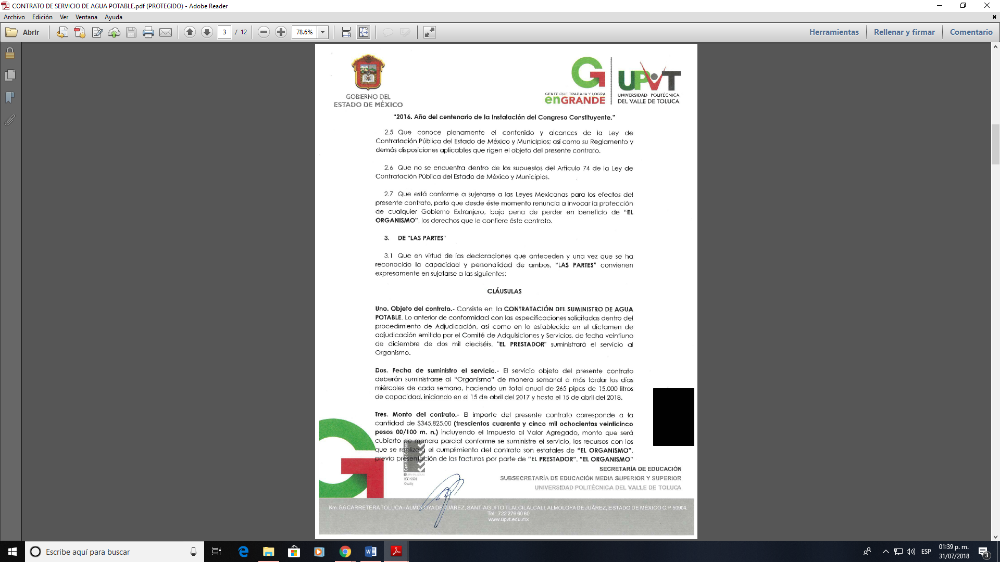 CONTRATO DE SERVICIO DE AGUA POTABLE.pdf (PROTEGIDO) - Adobe Reader
Archivo Edición Ver Ventana Ayuda
Abrir 3 / 12 78.6% Herramientas Rellenar y firmar Comentario
GOBIERNO DEL
ESTADO DE MÉXICO
GENTE QUE TRABAJA Y LOGRA
enGRANDE
UPVT
UNIVERSIDAD POLITÉCNICA
DEL VALLE DE TOLUCA
"2016. Año del centenario de la Instalación del Congreso Constituyente."
2.5 Que conoce plenamente el contenido y alcances de la Ley de
Contratación Pública del Estado de México y Municipios; así como su Reglamento y
demás disposiciones aplicables que rigen el objeto del presente contrato.
2.6 Que no se encuentra dentro de los supuestos del Articulo 74 de la Ley de
Contratación Pública del Estado de México y Municipios.
2.7 Que está conforme a sujetarse a las Leyes Mexicanas para los efectos del
presente contrato, porlo que desde éste momento renuncia a invocar la protección
de cualquier Gobierno Extranjero, bajo pena de perder en beneficio de "EL
ORGANISMO", los derechos que le confiere éste contrato.
3. DE "LAS PARTES"
3.1 Que en virtud de las declaraciones que anteceden y una vez que se ha
reconocido la capacidad y personalidad de ambos, "LAS PARTES" convienen
expresamente en sujetarse a las siguientes:
CLÁUSULAS
Uno. Objeto del contrato.- Consiste en la CONTRATACIÓN DEL SUMINISTRO DE AGUA
POTABLE. Lo anterior de conformidad con las especificaciones solicitadas dentro del
procedimiento de Adjudicación, así como en lo establecido en el dictamen de
adjudicación emitido por el Comité de Adquisiciones y Servicios, de fecha veintiuno
de diciembre de dos mil dieciséis. "EL PRESTADOR" suministrará el servicio al
Organismo.
Dos. Fecha de suministro el servicio.- El servicio objeto del presente contrato
deberán suministrarse al "Organismo" de manera semanal a más tardar los días
miércoles de cada semana, haciendo un total anual de 265 pipas de 15,000 litros
de capacidad, iniciando en el 15 de abril del 2017 y hasta el 15 de abril del 2018.
Tres. Monto del contrato.- El importe del presente contrato corresponde a la
cantidad de $345,825.00 (trescientos cuarenta y cinco mil ochocientos veinticinco
pesos 00/100 m. n.) incluyendo el Impuesto al Valor Agregado, monto que será
cubierto de manera parcial conforme se suministre el servicio, los recursos con los
que se realizará el cumplimiento del contrato son estatales de "EL ORGANISMO",
previa presentación de las facturas por parte de "EL PRESTADOR". "EL ORGANISMO"
ISO 9001
Quality
SECRETARÍA DE EDUCACIÓN
SUBSECRETARÍA DE EDUCACIÓN MEDIA SUPERIOR Y SUPERIOR
UNIVERSIDAD POLITÉCNICA DEL VALLE DE TOLUCA
Km. 5.6 CARRETERA TOLUCA - ALMOLOYA DE JUÁREZ, SANTIAGUITO TLALCILALCALI, ALMOLOYA DE JUÁREZ, ESTADO DE MÉXICO C.P. 50904.
Tel. 722 276 60 60
www.upvt.edu.mx
Escribe aquí para buscar
ESP
01:39 p. m.
31/07/2018
3